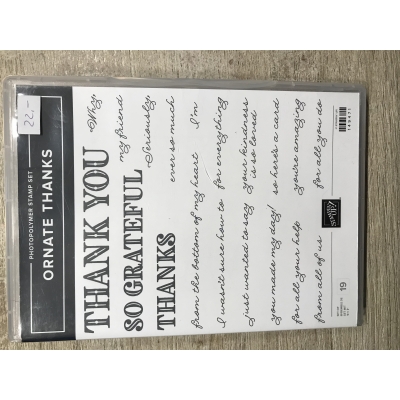 22,-
PHOTOPOLYMER STAMP SET
ORNATE THANKS
THANK YOU
SO GRATEFUL
THANKS
Why,
my friend
Seriously,
ever so much
from the bottom of my heart
I'm
I wasn't sure how to
for everything
just wanted to say
your kindness
is so loved
you made my day!
so here's a card
for all your help
you're amazing
from all of us
for all you do
STAMPIN' UP!
19